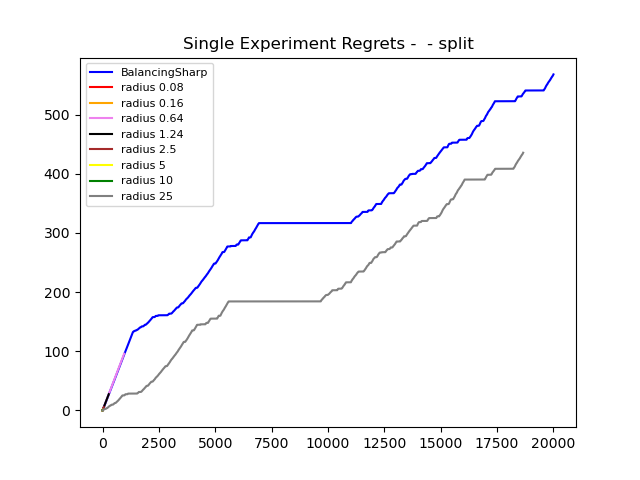 Single Experiment Regrets -  - split
BalancingSharp
radius 0.08
radius 0.16
radius 0.64
radius 1.24
radius 2.5
radius 5
radius 10
radius 25
500
400
300
200
100
0
0 2500 5000 7500 10000 12500 15000 17500 20000